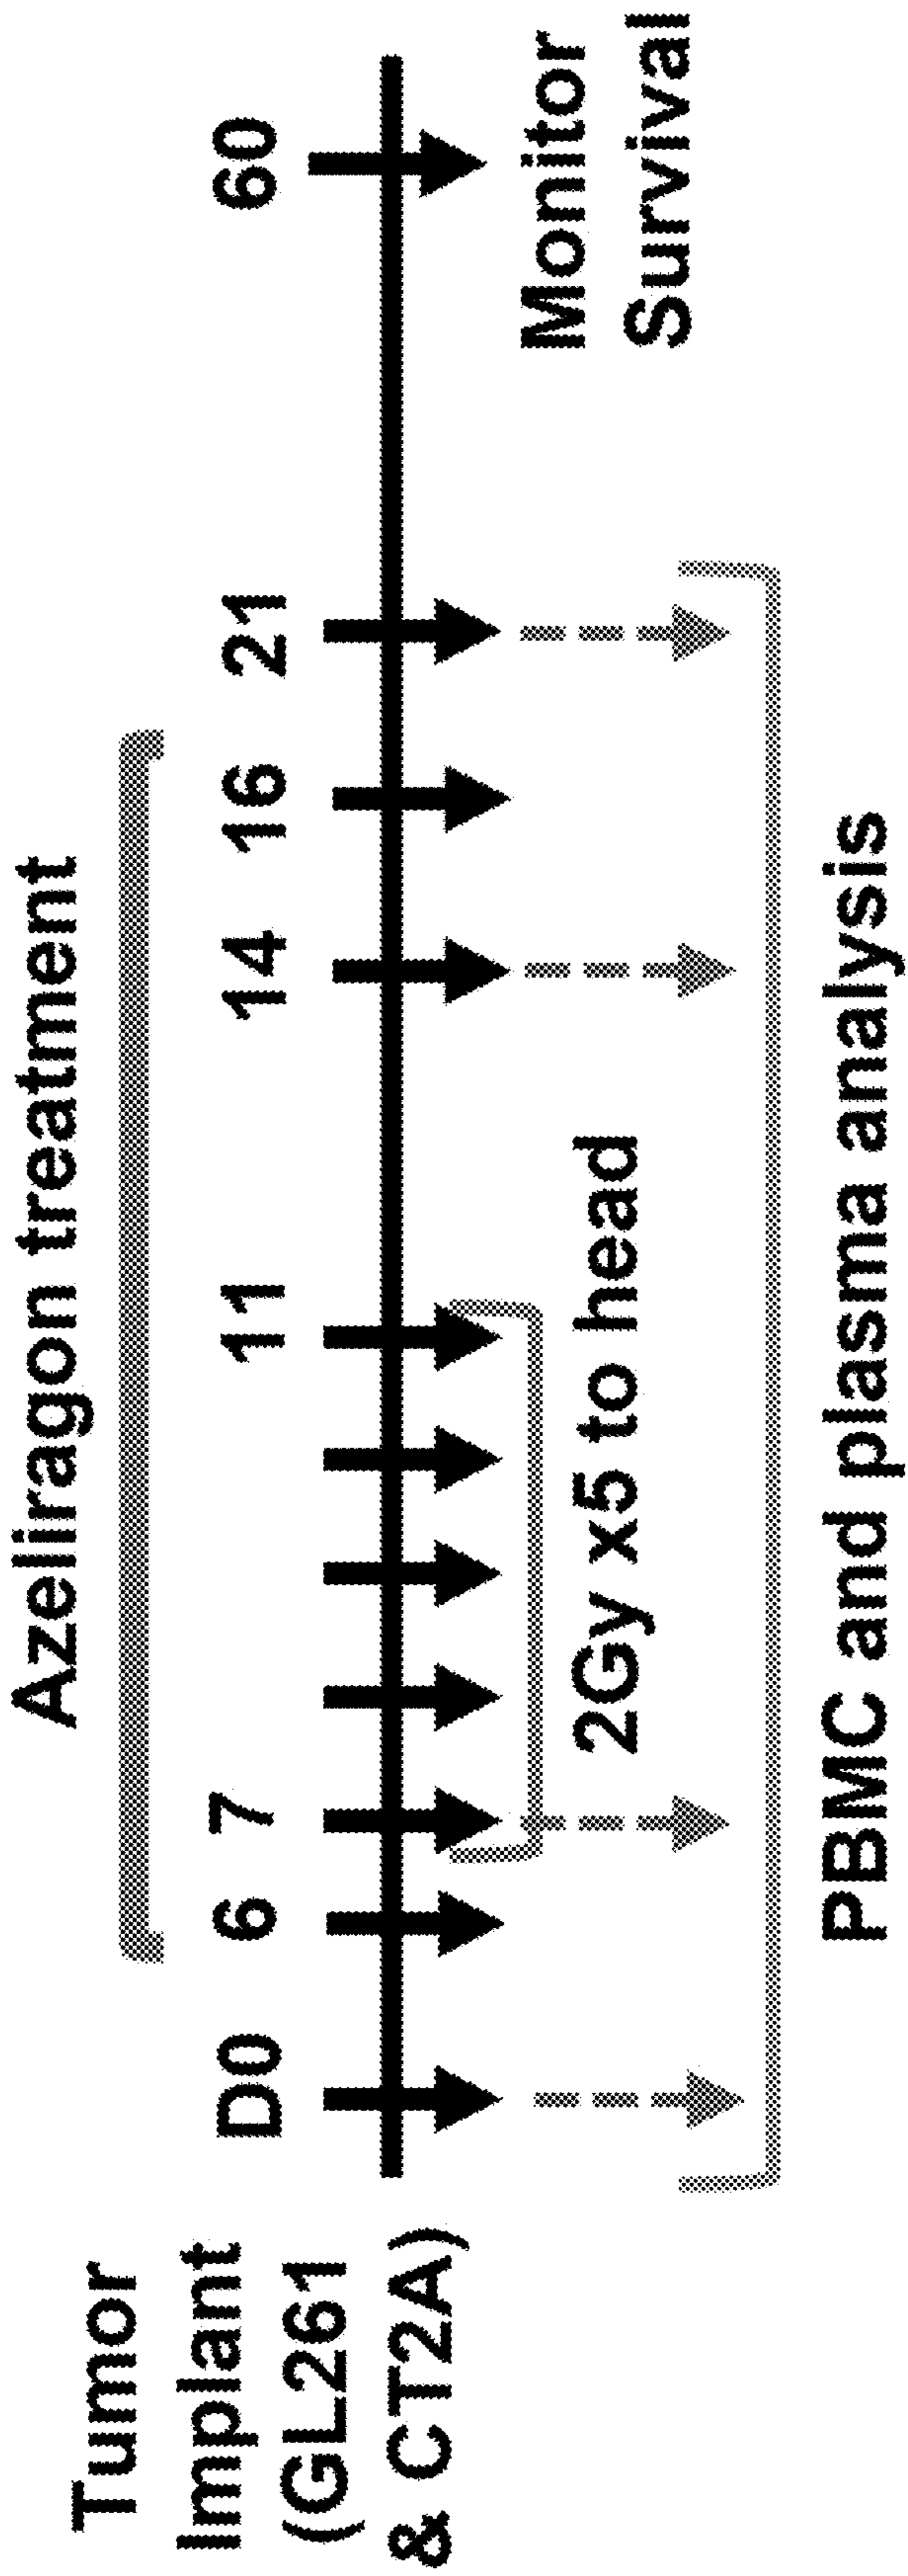 Azeliragon treatment
Tumor
Implant
(GL261
& CT2A)
D0 6 7 11 14 16 21 60
2Gy x5 to head
Monitor
Survival
PBMC and plasma analysis